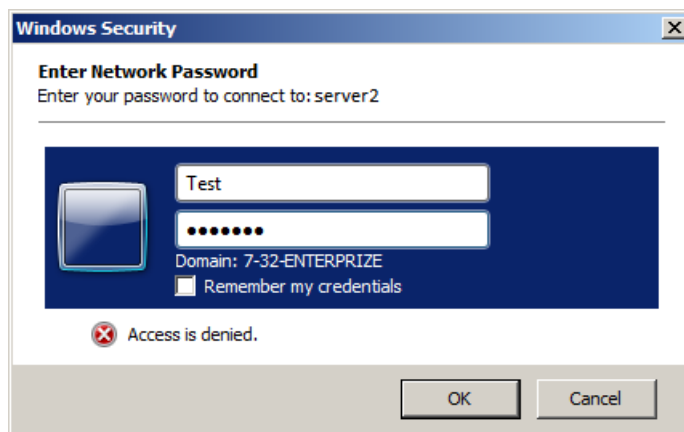 Windows Security
Enter Network Password
Enter your password to connect to: server2
Test
•••••••
Domain: 7-32-ENTERPRIZE
Remember my credentials
Access is denied.
OK
Cancel